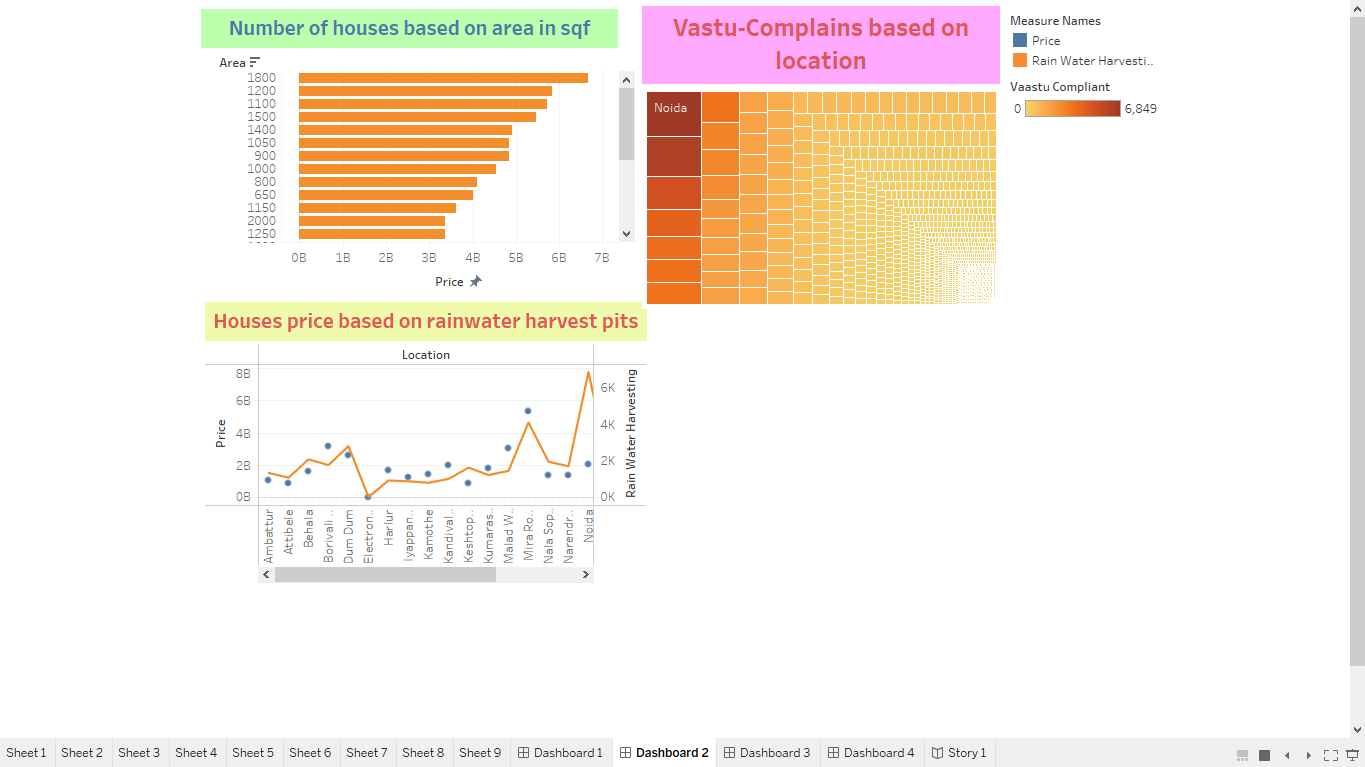 Number of houses based on area in sqf
Area
1800
1200
1100
1500
1400
1050
900
1000
800
650
1150
2000
1250
0B 1B 2B 3B 4B 5B 6B 7B
Price
Vastu-Complains based on
location
Noida
Measure Names
Price
Rain Water Harvesti..
Vaastu Compliant
0 6,849
Houses price based on rainwater harvest pits
Location
8B
6B
4B
2B
0B
Price
6K
4K
2K
0K
Rain Water Harvesting
Ambattur
Attibele
Behala
Borivali ..
Dum Dum
Electron..
Harlur
Iyappan..
Kamothe
Kandival..
Keshtop..
Kumaras..
Malad W..
Mira Ro..
Nala Sop..
Narendr..
Noida
Sheet 1 Sheet 2 Sheet 3 Sheet 4 Sheet 5 Sheet 6 Sheet 7 Sheet 8 Sheet 9 Dashboard 1 Dashboard 2 Dashboard 3 Dashboard 4 Story 1